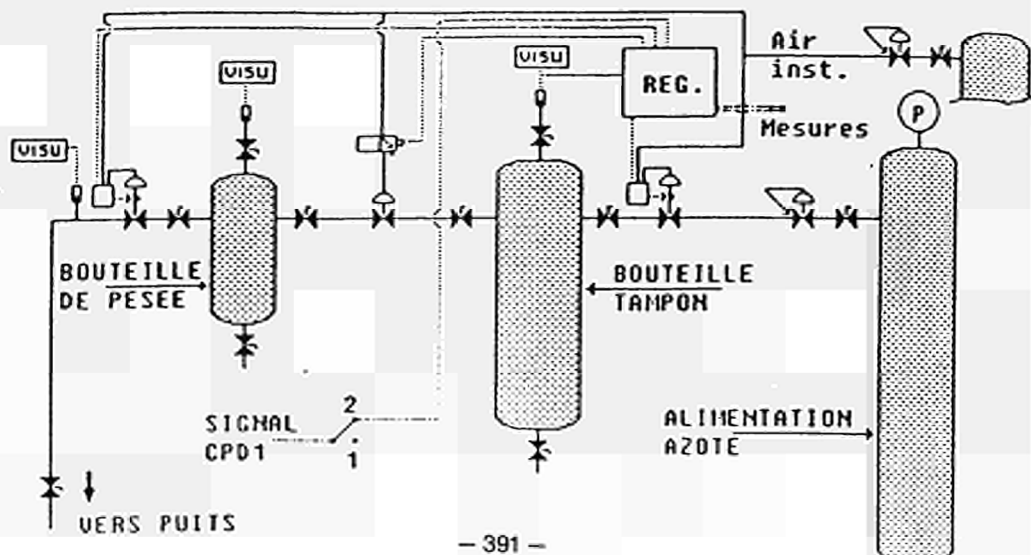 Air
inst.
VISU
VISU
REG.
P
Mesures
VISU
BOUTEILLE
DE PESEE
BOUTEILLE
TAMPON
SIGNAL
CPD1
2
1
ALIMENTATION
AZOTE
VERS PUITS
— 391 —